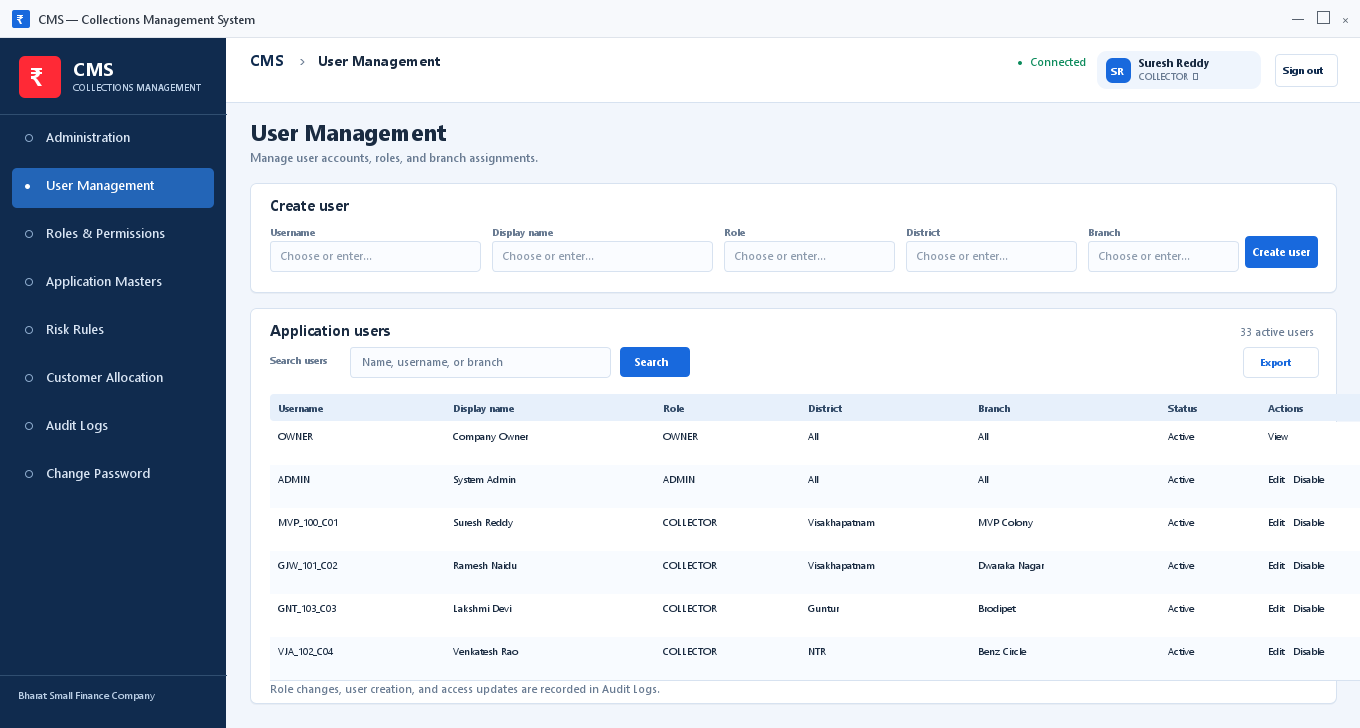 ₹ CMS — Collections Management System
₹ CMS
COLLECTIONS MANAGEMENT
Administration
User Management
Roles & Permissions
Application Masters
Risk Rules
Customer Allocation
Audit Logs
Change Password
Bharat Small Finance Company
CMS › User Management
• Connected
SR
Suresh Reddy
COLLECTOR
Sign out
User Management
Manage user accounts, roles, and branch assignments.
Create user
Username Display name Role District Branch
Choose or enter... Choose or enter... Choose or enter... Choose or enter... Choose or enter... Create user
Application users 33 active users
Search users Name, username, or branch Search Export
Username Display name Role District Branch Status Actions
OWNER Company Owner OWNER All All Active View
ADMIN System Admin ADMIN All All Active Edit Disable
MVP_100_C01 Suresh Reddy COLLECTOR Visakhapatnam MVP Colony Active Edit Disable
GJW_101_C02 Ramesh Naidu COLLECTOR Visakhapatnam Dwaraka Nagar Active Edit Disable
GNT_103_C03 Lakshmi Devi COLLECTOR Guntur Brodipet Active Edit Disable
VJA_102_C04 Venkatesh Rao COLLECTOR NTR Benz Circle Active Edit Disable
Role changes, user creation, and access updates are recorded in Audit Logs.